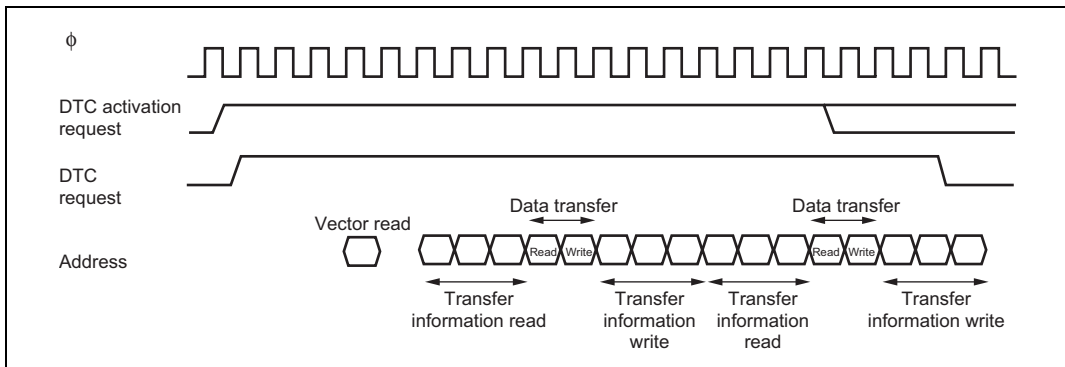 ϕ
DTC activation
request
DTC
request
Data transfer
Data transfer
Vector read
Address
Read
Write
Read
Write
Transfer
information read
Transfer
information
write
Transfer
information
read
Transfer
information write